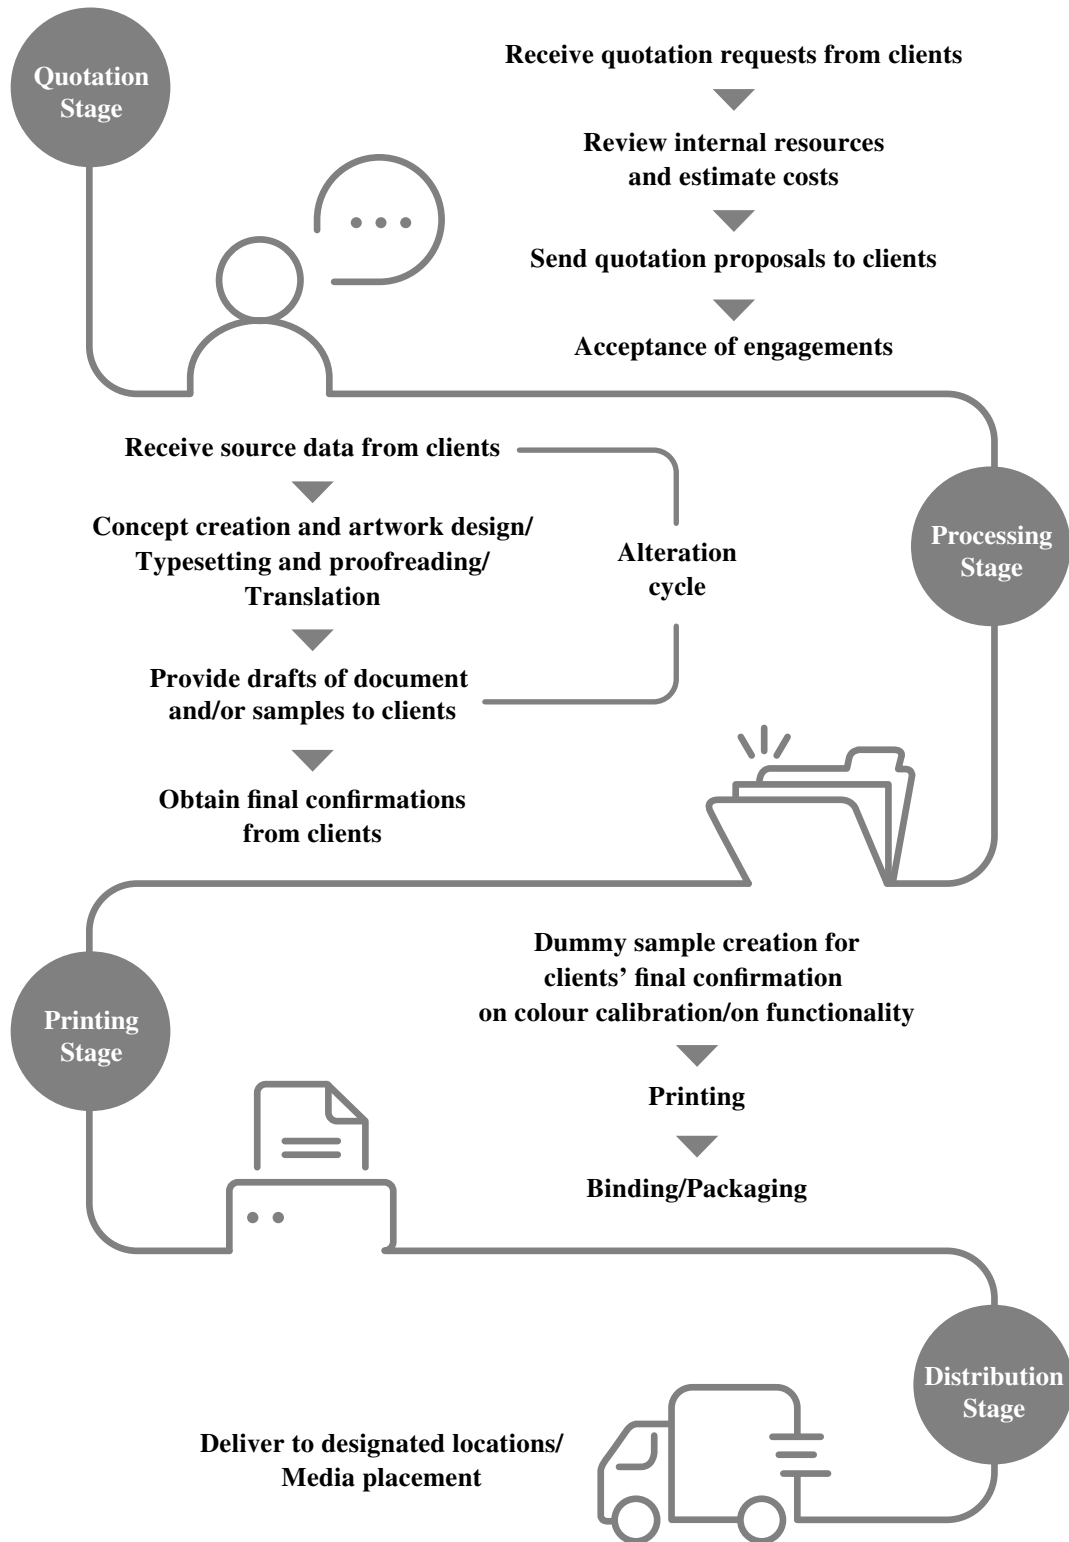 Quotation
Stage
Receive quotation requests from clients
Review internal resources
and estimate costs
Send quotation proposals to clients
Acceptance of engagements
Processing
Stage
Receive source data from clients
Concept creation and artwork design/
Typesetting and proofreading/
Translation
Alteration
cycle
Provide drafts of document
and/or samples to clients
Obtain final confirmations
from clients
Printing
Stage
Dummy sample creation for
clients’ final confirmation
on colour calibration/on functionality
Printing
Binding/Packaging
Distribution
Stage
Deliver to designated locations/
Media placement